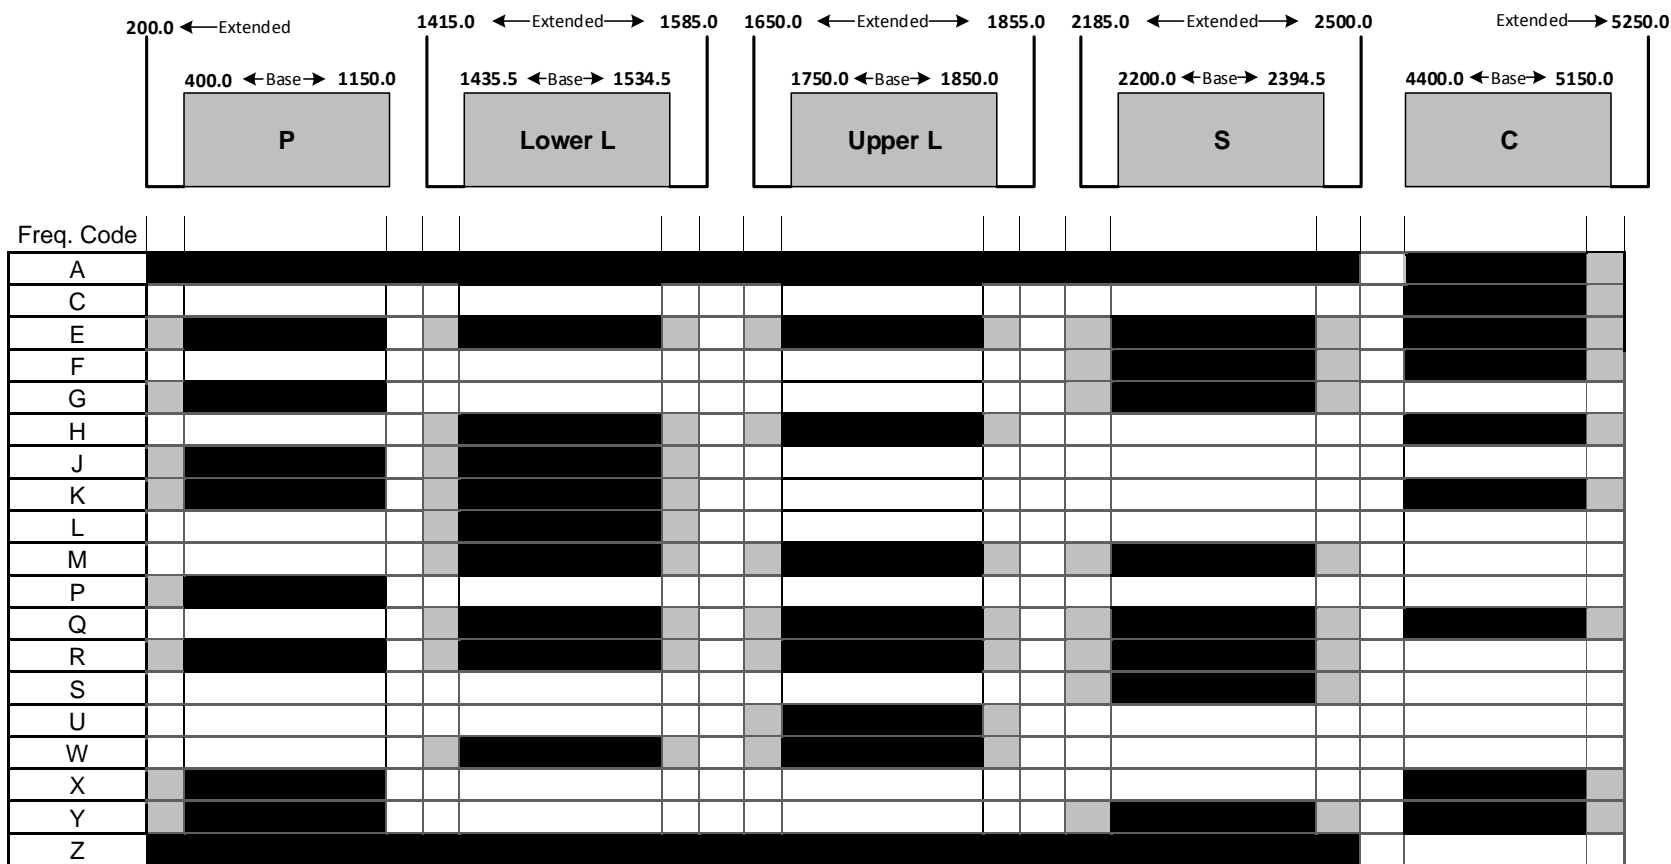 200.0 Extended
1415.0 Extended 1585.0
1650.0 Extended 1855.0
2185.0 Extended 2500.0
Extended 5250.0
400.0 Base 1150.0
1435.5 Base 1534.5
1750.0 Base 1850.0
2200.0 Base 2394.5
4400.0 Base 5150.0
P
Lower L
Upper L
S
C
Freq. Code
A
C
E
F
G
H
J
K
L
M
P
Q
R
S
U
W
X
Y
Z